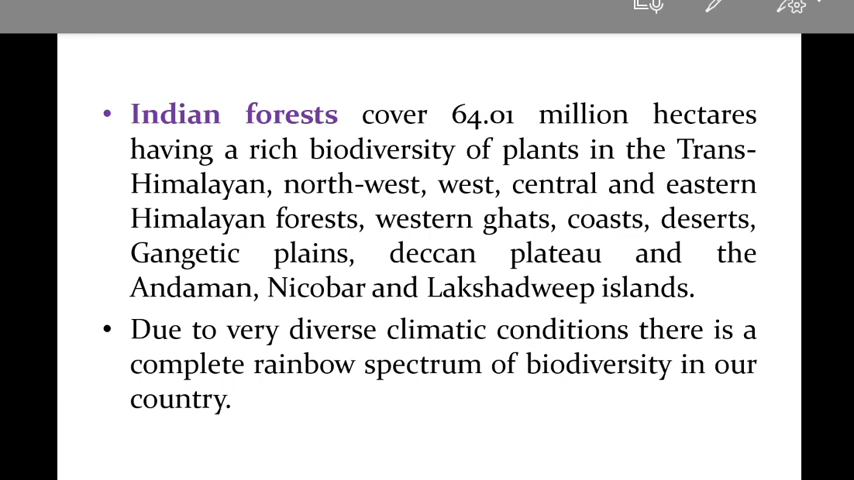 • Indian forests cover 64.01 million hectares
having a rich biodiversity of plants in the Trans-
Himalayan, north-west, west, central and eastern
Himalayan forests, western ghats, coasts, deserts,
Gangetic plains, deccan plateau and the
Andaman, Nicobar and Lakshadweep islands.
• Due to very diverse climatic conditions there is a
complete rainbow spectrum of biodiversity in our
country.